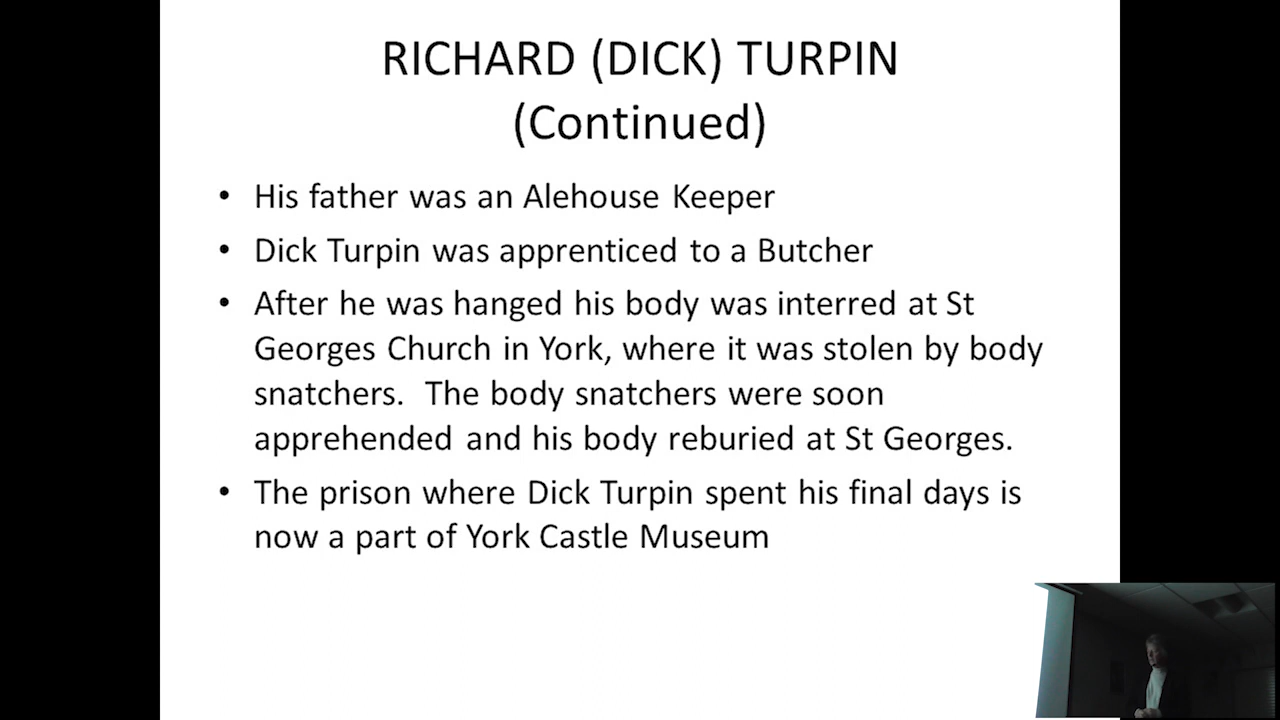 RICHARD (DICK) TURPIN
(Continued)
• His father was an Alehouse Keeper
• Dick Turpin was apprenticed to a Butcher
• After he was hanged his body was interred at St
Georges Church in York, where it was stolen by body
snatchers.  The body snatchers were soon
apprehended and his body reburied at St Georges.
• The prison where Dick Turpin spent his final days is
now a part of York Castle Museum